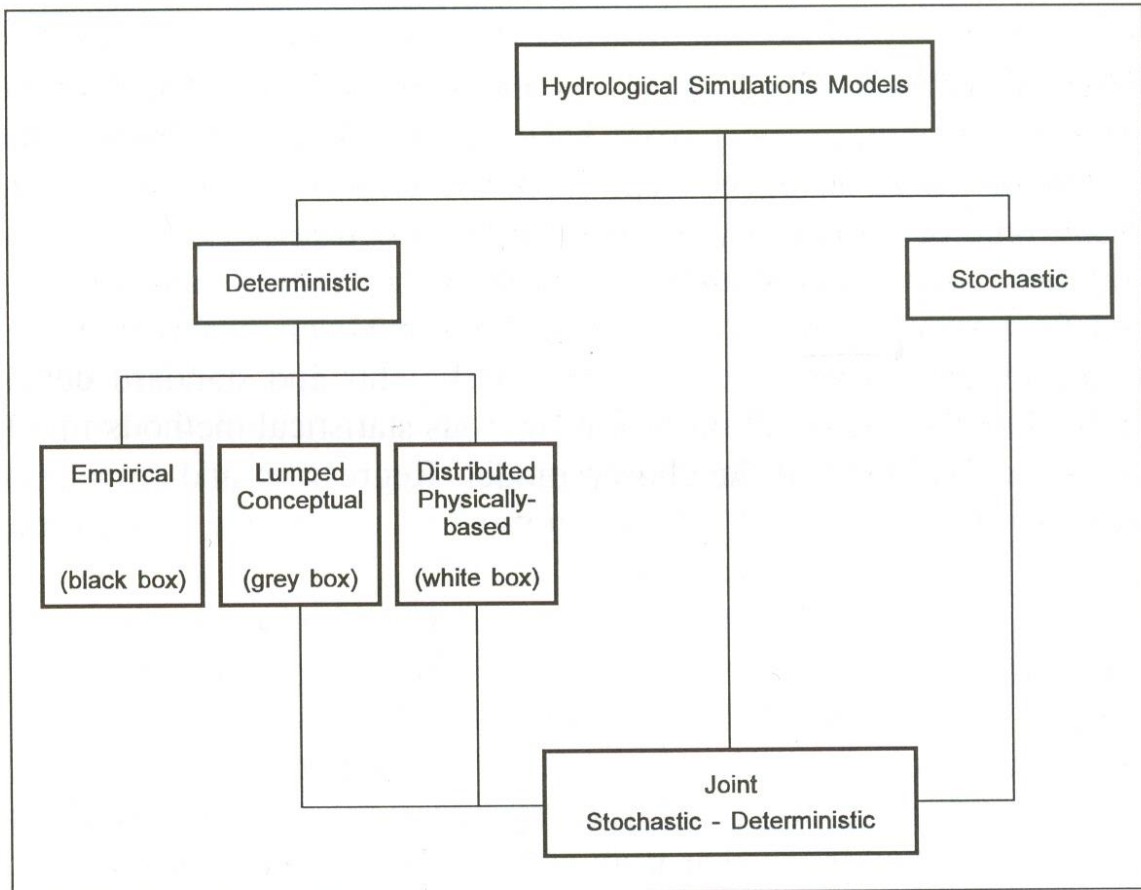 Hydrological Simulations Models
Deterministic
Stochastic
Empirical
(black box)
Lumped
Conceptual
(grey box)
Distributed
Physically-
based
(white box)
Joint
Stochastic - Deterministic